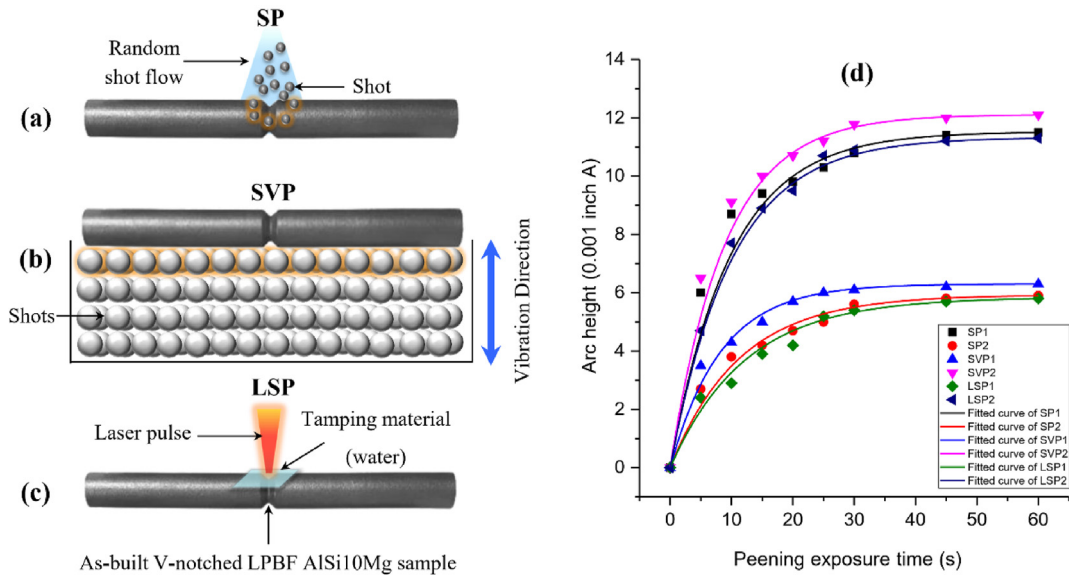 SP
Random
shot flow
Shot
(a)
SVP
(b)
Shots
Vibration Direction
LSP
Laser pulse
Tamping material
(water)
(c)
As-built V-notched LPBF AlSi10Mg sample
(d)
Arc height (0.001 inch A)
14
12
10
8
6
4
2
0
0
10
20
30
40
50
60
Peening exposure time (s)
SP1
SP2
SVP1
SVP2
LSP1
LSP2
Fitted curve of SP1
Fitted curve of SP2
Fitted curve of SVP1
Fitted curve of SVP2
Fitted curve of LSP1
Fitted curve of LSP2